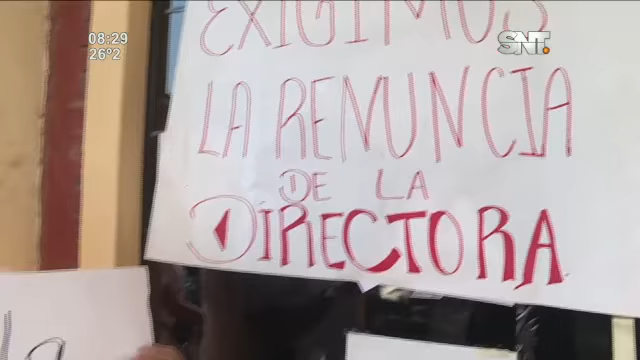 08:29
26°2
SNT.
EXIGIMOS
LA RENUNCIA
DE LA
DIRECTORA.